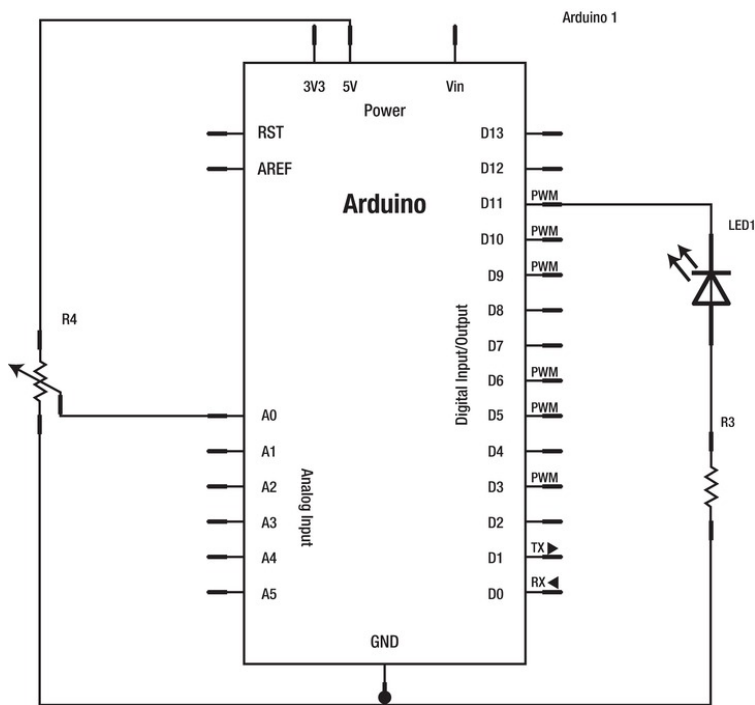 Arduino 1
3V3 5V Vin
Power
RST
AREF
Arduino
A0
A1
A2
A3
A4
A5
Analog Input
Digital Input/Output
D13
D12
D11 PWM
D10 PWM
D9 PWM
D8
D7
D6 PWM
D5 PWM
D4
D3 PWM
D2
D1 TX
D0 RX
GND
R4
LED1
R3